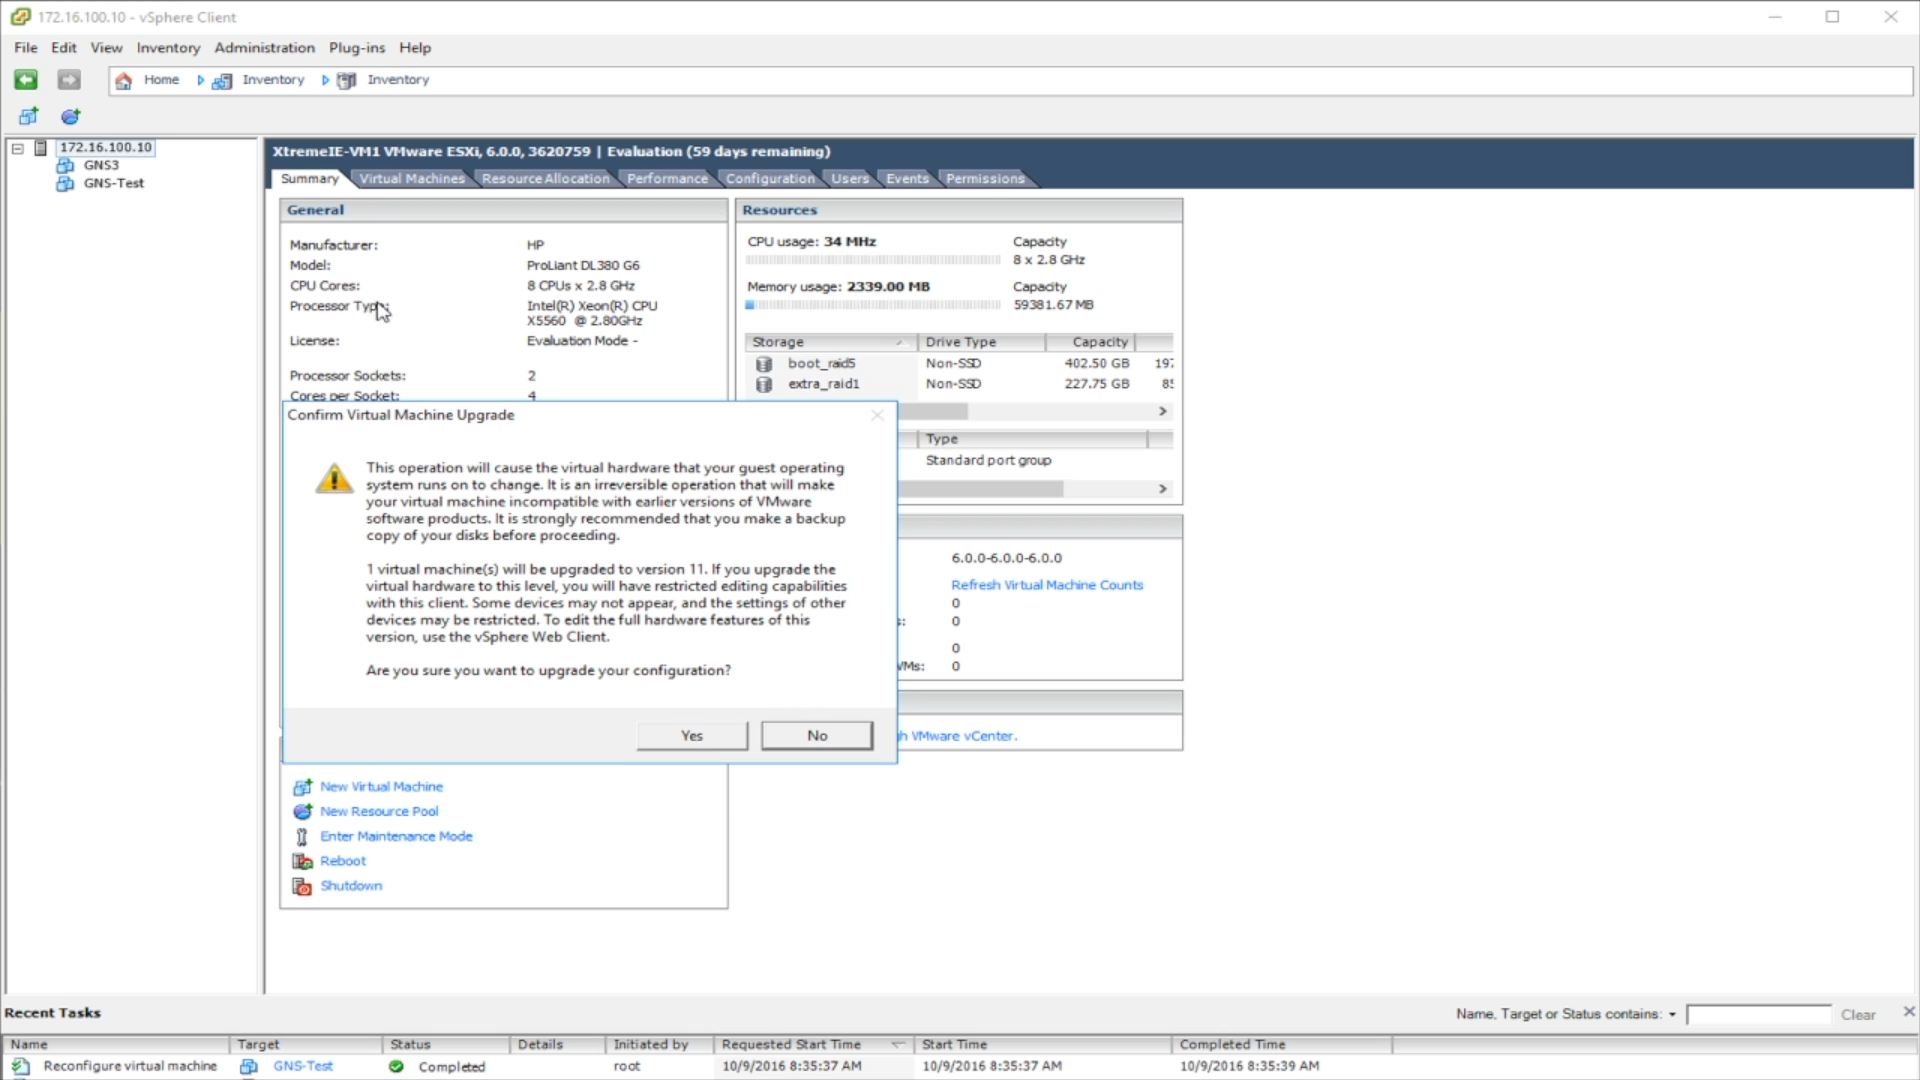 172.16.100.10 - vSphere Client
File Edit View Inventory Administration Plug-ins Help
Home Inventory Inventory
172.16.100.10
GNS3
GNS-Test
XtremeIE-VM1 VMware ESXi, 6.0.0, 3620759 | Evaluation (59 days remaining)
Summary Virtual Machines Resource Allocation Performance Configuration Users Events Permissions
General
Manufacturer: HP
Model: ProLiant DL380 G6
CPU Cores: 8 CPUs x 2.8 GHz
Processor Type: Intel(R) Xeon(R) CPU
X5560 @ 2.80GHz
License: Evaluation Mode -
Processor Sockets: 2
Cores per Socket: 4
Resources
CPU usage: 34 MHz Capacity
8 x 2.8 GHz
Memory usage: 2339.00 MB Capacity
59381.67 MB
Storage Drive Type Capacity
boot_raid5 Non-SSD 402.50 GB 197
extra_raid1 Non-SSD 227.75 GB 85
Type
Standard port group
6.0.0-6.0.0-6.0.0
Refresh Virtual Machine Counts
0
s: 0
0
VMs: 0
h VMware vCenter.
Confirm Virtual Machine Upgrade
This operation will cause the virtual hardware that your guest operating
system runs on to change. It is an irreversible operation that will make
your virtual machine incompatible with earlier versions of VMware
software products. It is strongly recommended that you make a backup
copy of your disks before proceeding.
1 virtual machine(s) will be upgraded to version 11. If you upgrade the
virtual hardware to this level, you will have restricted editing capabilities
with this client. Some devices may not appear, and the settings of other
devices may be restricted. To edit the full hardware features of this
version, use the vSphere Web Client.
Are you sure you want to upgrade your configuration?
Yes No
New Virtual Machine
New Resource Pool
Enter Maintenance Mode
Reboot
Shutdown
Recent Tasks
Name, Target or Status contains: Clear
Name Target Status Details Initiated by Requested Start Time Start Time Completed Time
Reconfigure virtual machine GNS-Test Completed root 10/9/2016 8:35:37 AM 10/9/2016 8:35:37 AM 10/9/2016 8:35:39 AM